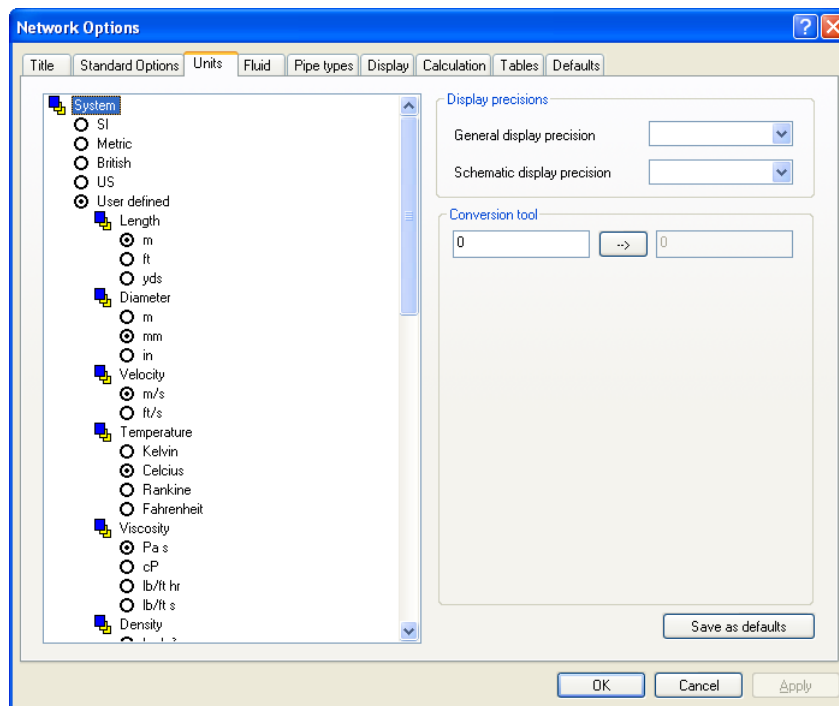 Network Options
Title Standard Options Units Fluid Pipe types Display Calculation Tables Defaults
System
SI
Metric
British
US
User defined
Length
m
ft
yds
Diameter
m
mm
in
Velocity
m/s
ft/s
Temperature
Kelvin
Celcius
Rankine
Fahrenheit
Viscosity
Pa s
cP
lb/ft hr
lb/ft s
Density
Display precisions
General display precision
Schematic display precision
Conversion tool
0 --> 0
Save as defaults
OK Cancel Apply